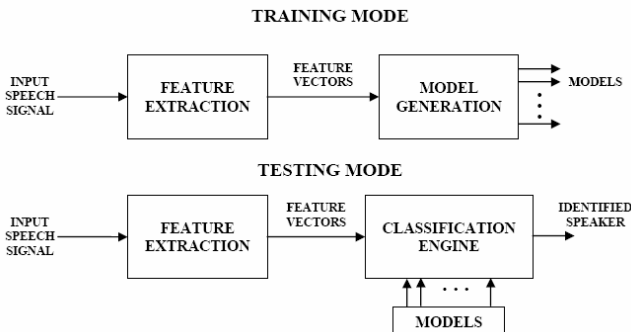 TRAINING MODE
INPUT
SPEECH
SIGNAL
FEATURE
EXTRACTION
FEATURE
VECTORS
MODEL
GENERATION
MODELS
TESTING MODE
INPUT
SPEECH
SIGNAL
FEATURE
EXTRACTION
FEATURE
VECTORS
CLASSIFICATION
ENGINE
IDENTIFIED
SPEAKER
MODELS